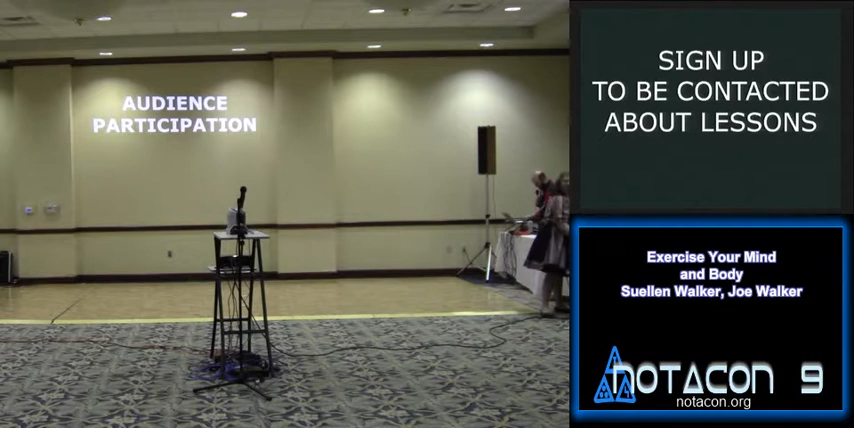 AUDIENCE
PARTICIPATION
SIGN UP
TO BE CONTACTED
ABOUT LESSONS
Exercise Your Mind
and Body
Suellen Walker, Joe Walker
NOTACON 9
notacon.org